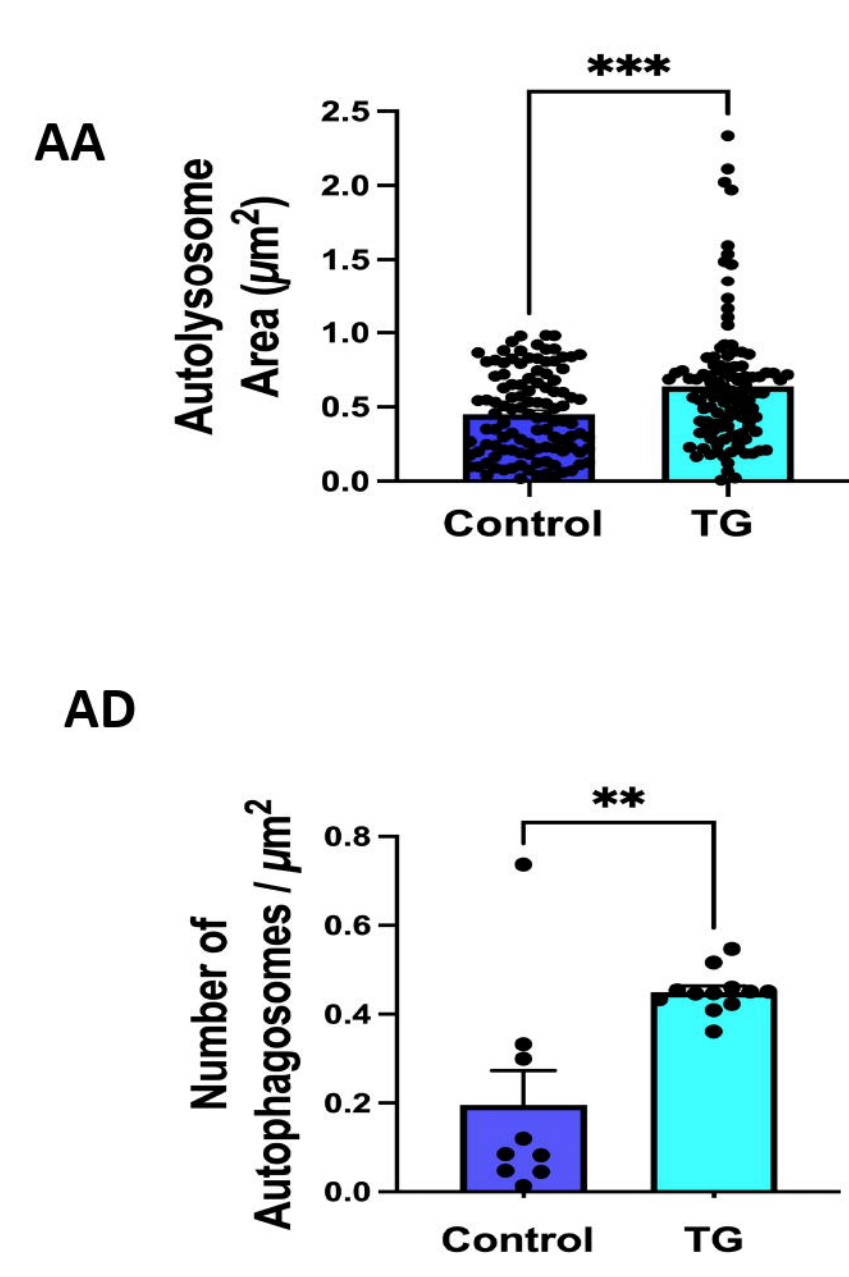 AA
***
Autolysosome
Area (µm²)
2.5
2.0
1.5
1.0
0.5
0.0
Control TG
AD
**
Number of
Autophagosomes / µm²
0.8
0.6
0.4
0.2
0.0
Control TG